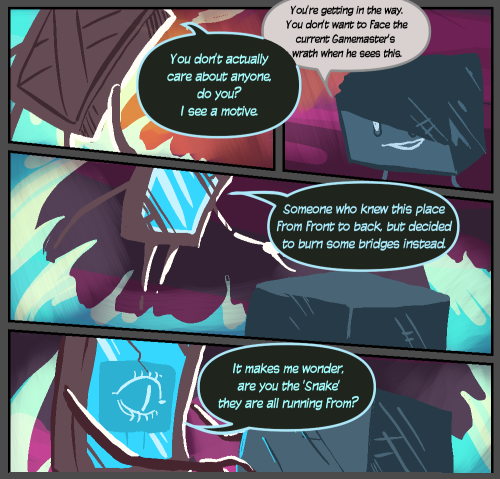 You don't actually
care about anyone,
do you?
I see a motive.
You're getting in the way.
You don't want to face the
current Gamemaster's
wrath when he sees this.
Someone who knew this place
from front to back, but decided
to burn some bridges instead.
It makes me wonder,
are you the 'Snake'
they are all running from?